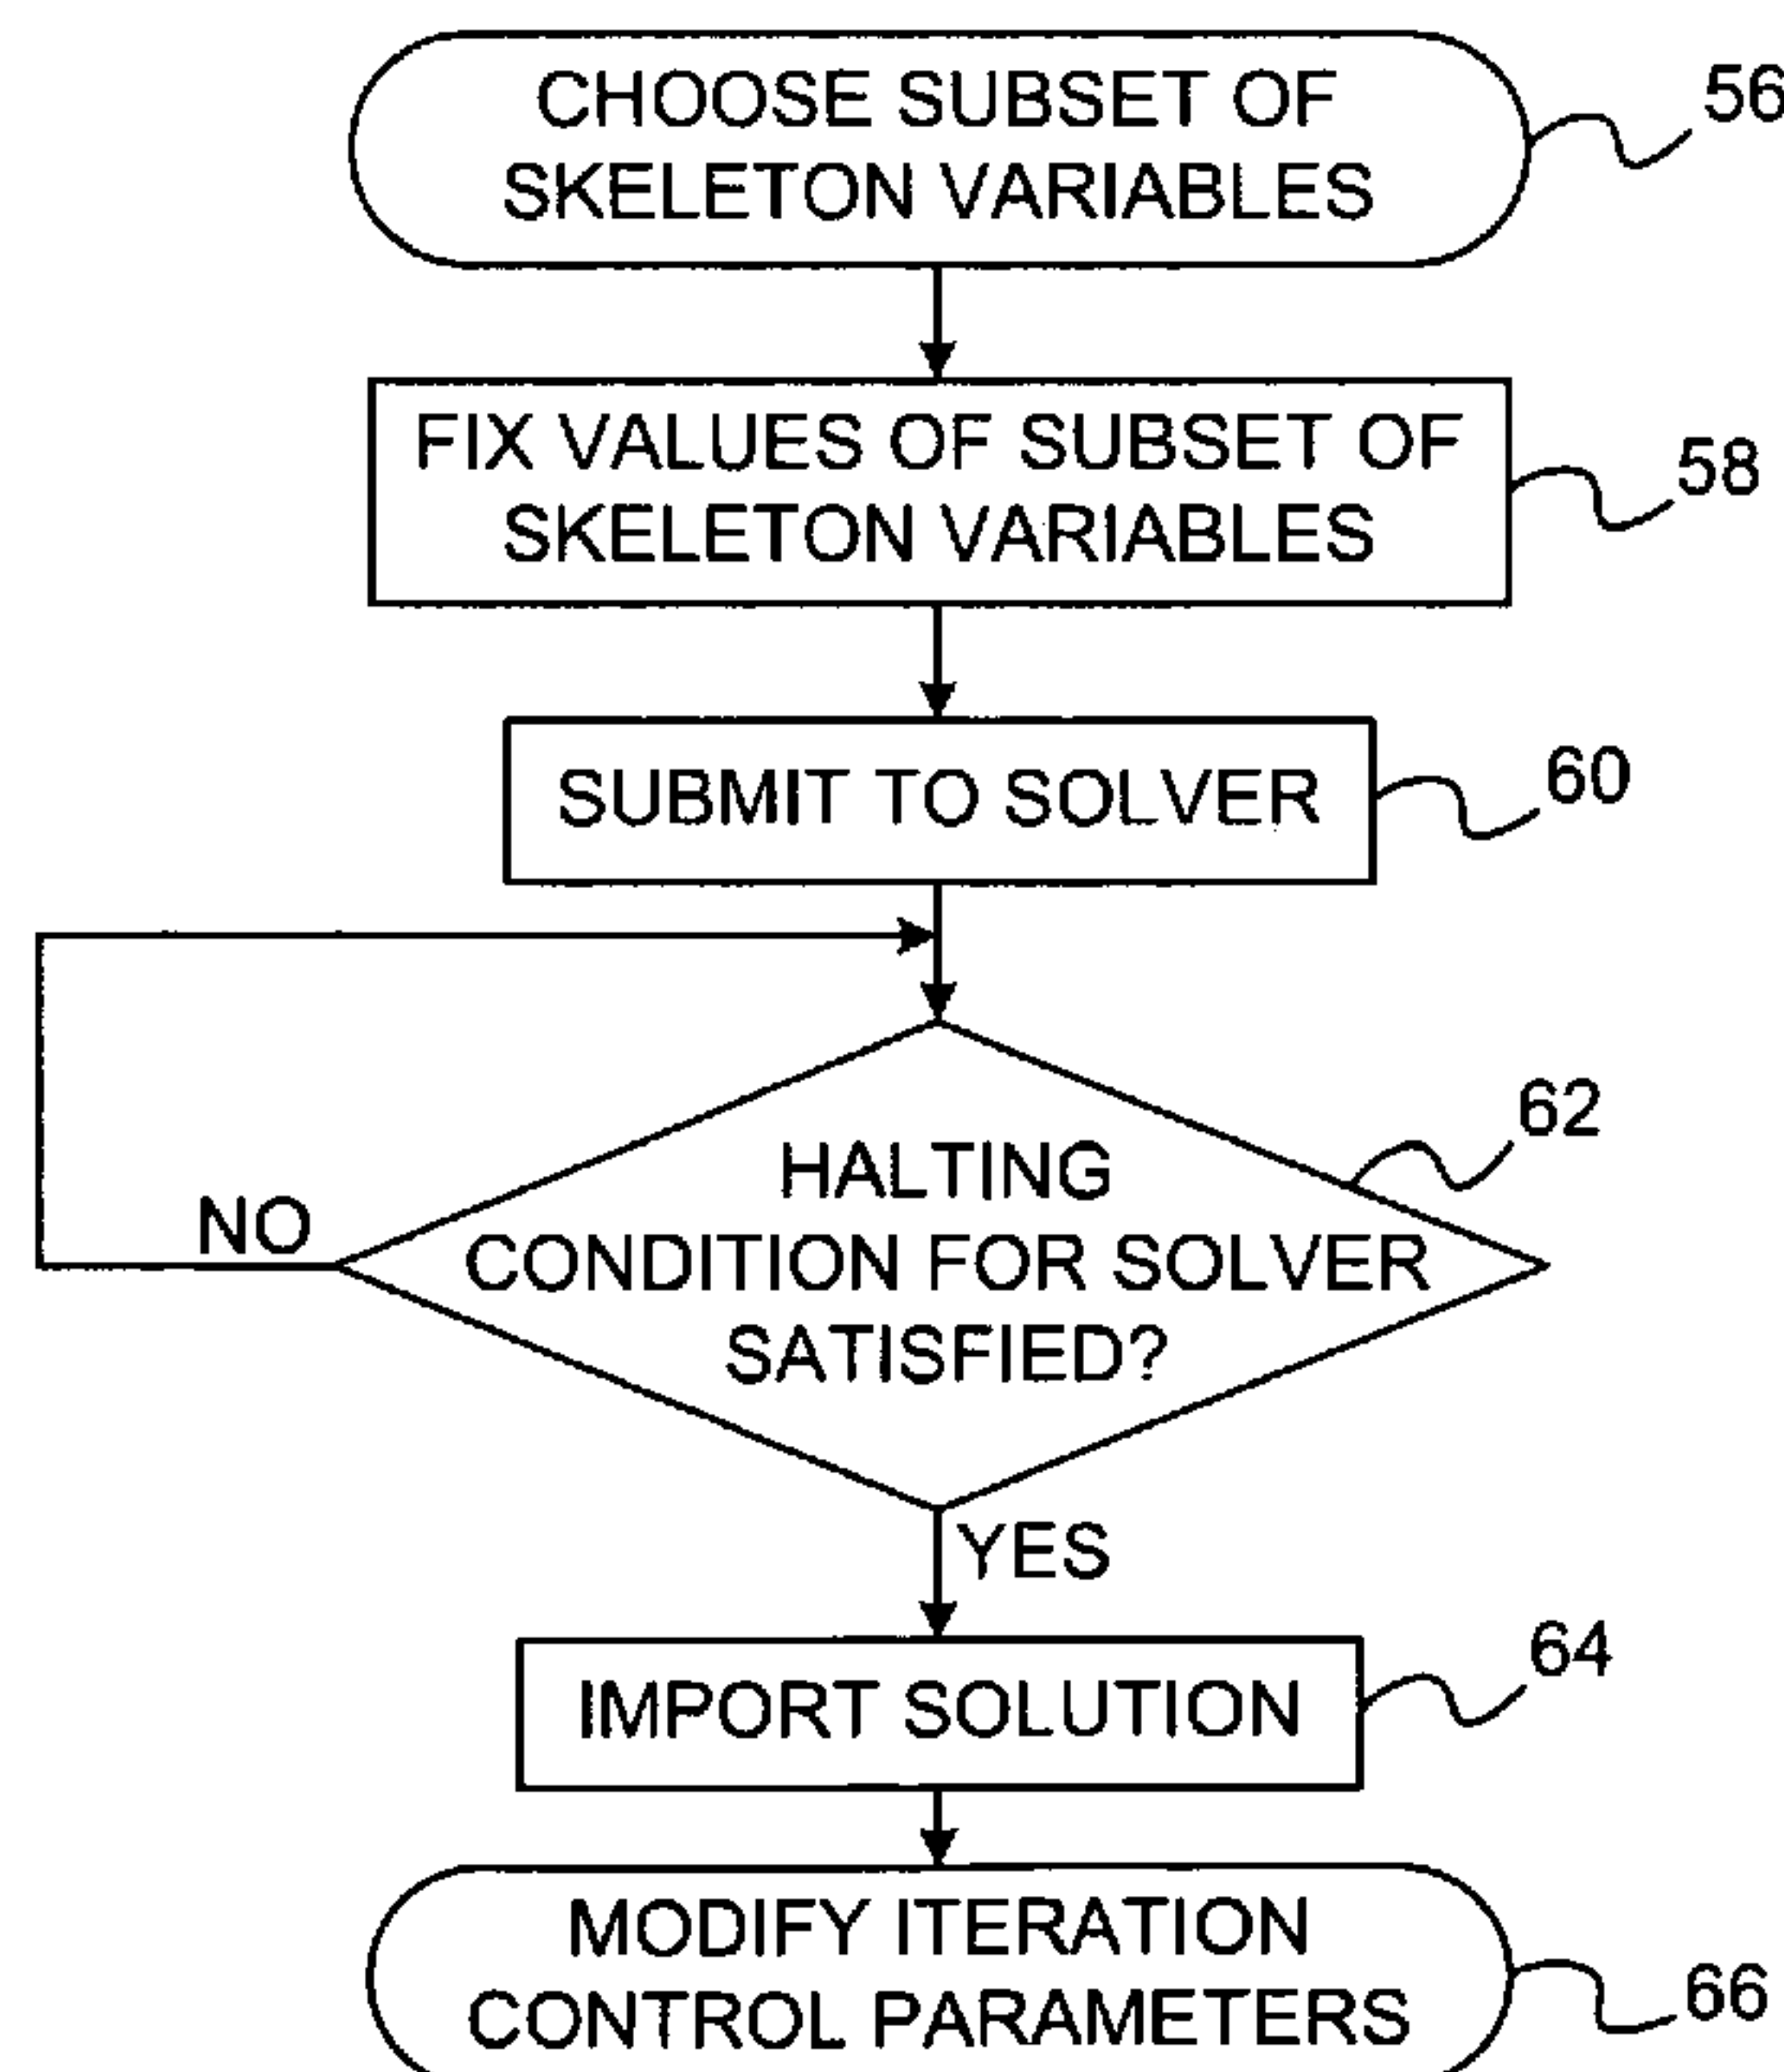 CHOOSE SUBSET OF
SKELETON VARIABLES
56
FIX VALUES OF SUBSET OF
SKELETON VARIABLES
58
SUBMIT TO SOLVER
60
62
HALTING
CONDITION FOR SOLVER
SATISFIED?
NO
YES
IMPORT SOLUTION
64
MODIFY ITERATION
CONTROL PARAMETERS
66